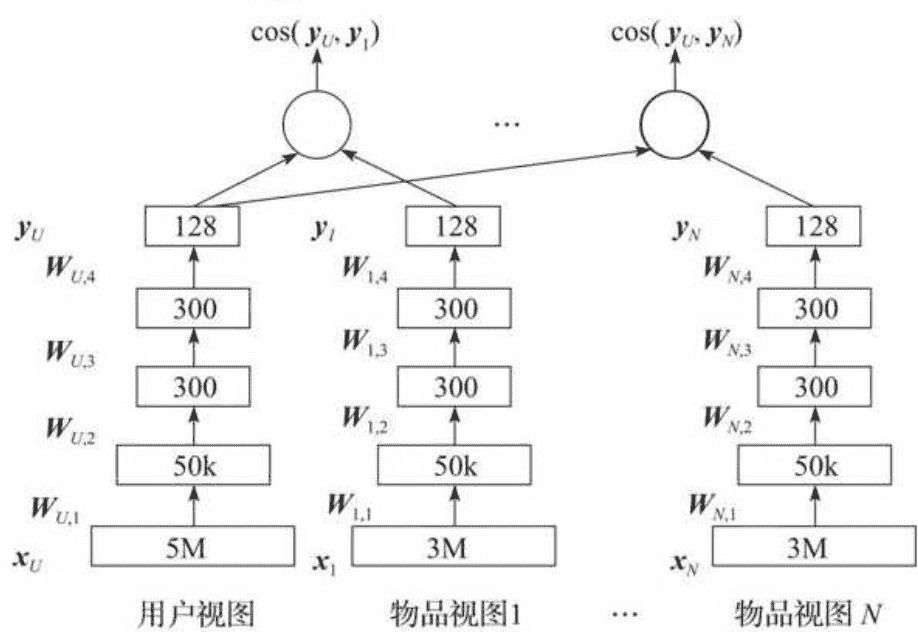 cos( y_U, y_1) cos( y_U, y_N)
...
y_U 128 y_I 128 y_N 128
W_U,4 W_1,4 W_N,4
300 300 300
W_U,3 W_1,3 W_N,3
300 300 300
W_U,2 W_1,2 W_N,2
50k 50k 50k
W_U,1 W_1,1 W_N,1
x_U 5M x_1 3M x_N 3M
用户视图 物品视图1 ... 物品视图 N